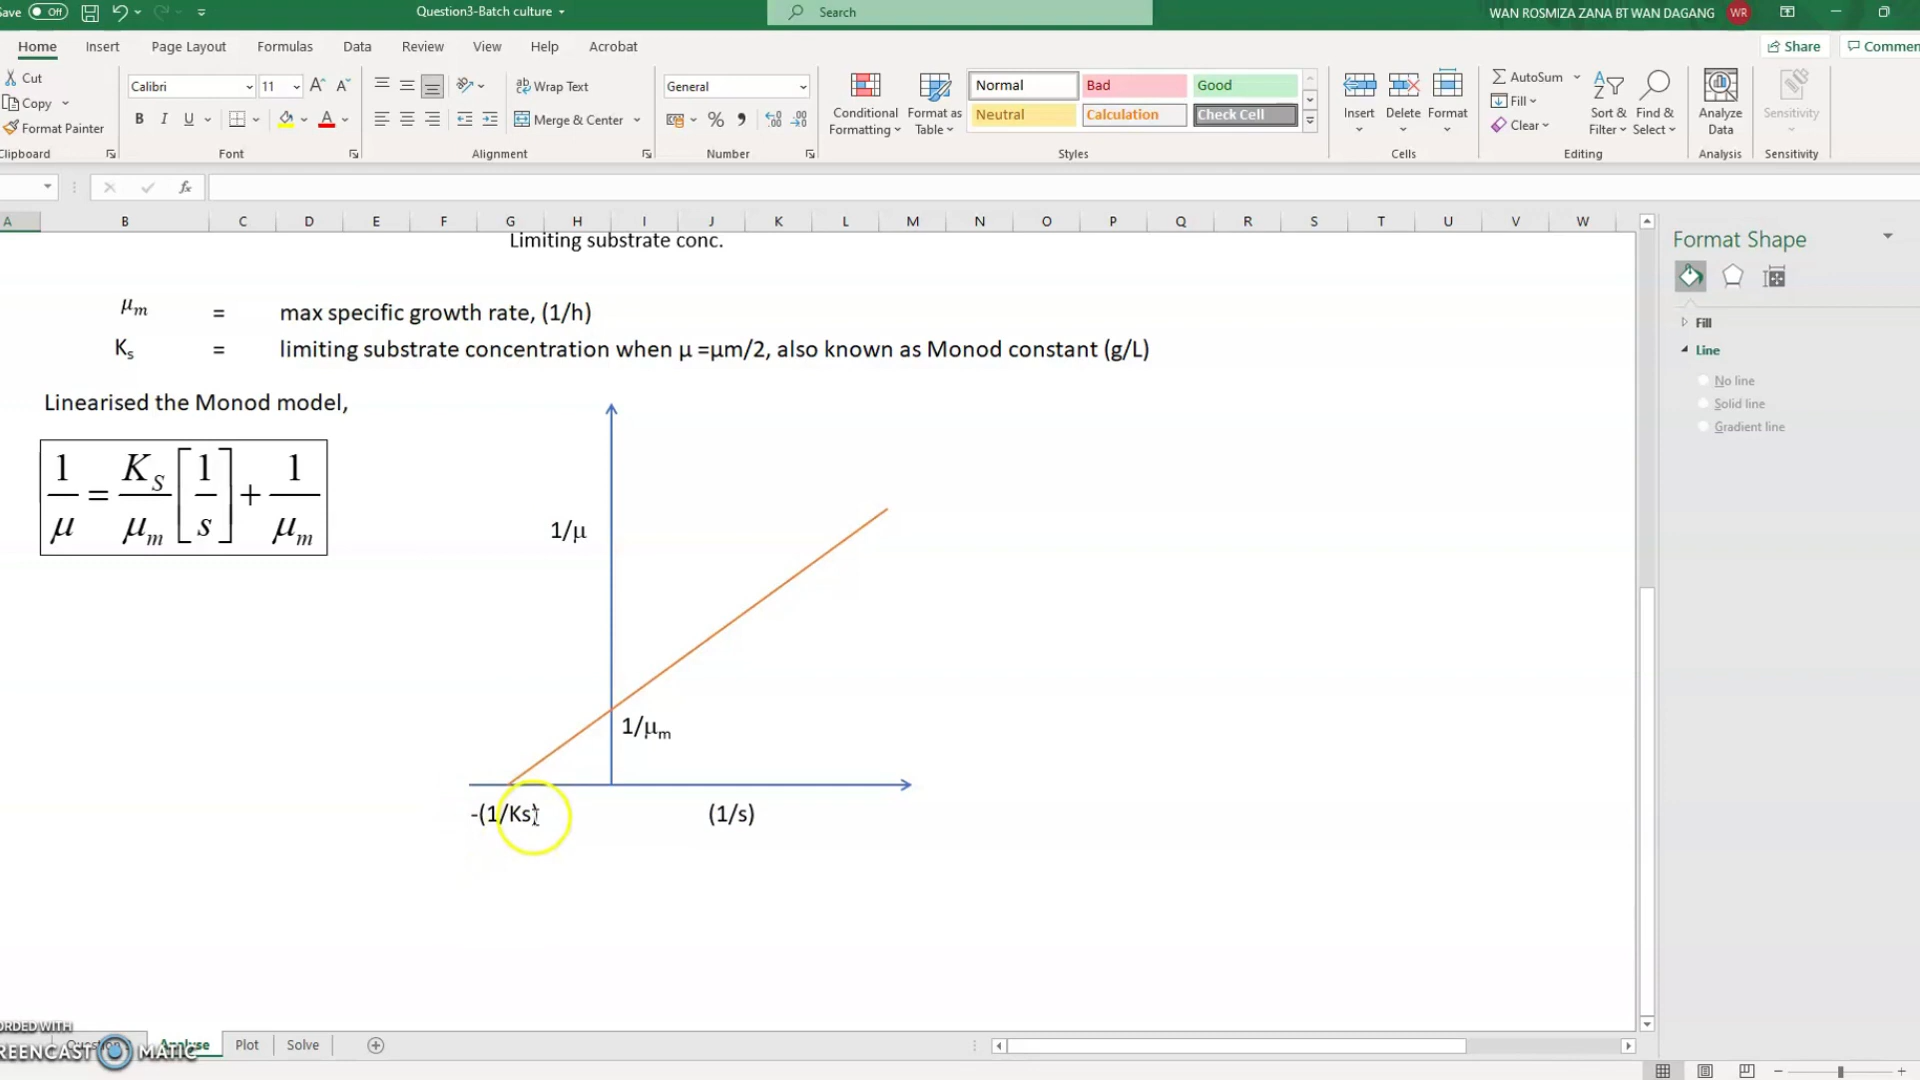 Save Off Question3-Batch culture Search WAN ROSMIZA ZANA BT WAN DAGANG WR
Home Insert Page Layout Formulas Data Review View Help Acrobat Share Commen
Cut
Copy
Format Painter
Clipboard
Calibri 11
B I U
Font
Wrap Text
Merge & Center
Alignment
General
Number
Conditional Formatting
Format as Table
Normal Bad Good
Neutral Calculation Check Cell
Styles
Insert Delete Format
Cells
AutoSum
Fill
Clear
Sort & Filter
Find & Select
Editing
Analyze Data
Analysis
Sensitivity
Sensitivity
fx
A B C D E F G H I J K L M N O P Q R S T U V W
Limiting substrate conc.
μm = max specific growth rate, (1/h)
Ks = limiting substrate concentration when μ =μm/2, also known as Monod constant (g/L)
Linearised the Monod model,
1/μ = KS/μm [1/s] + 1/μm
1/μ
1/μm
-(1/Ks) (1/s)
Format Shape
Fill
Line
No line
Solid line
Gradient line
Analyse Plot Solve